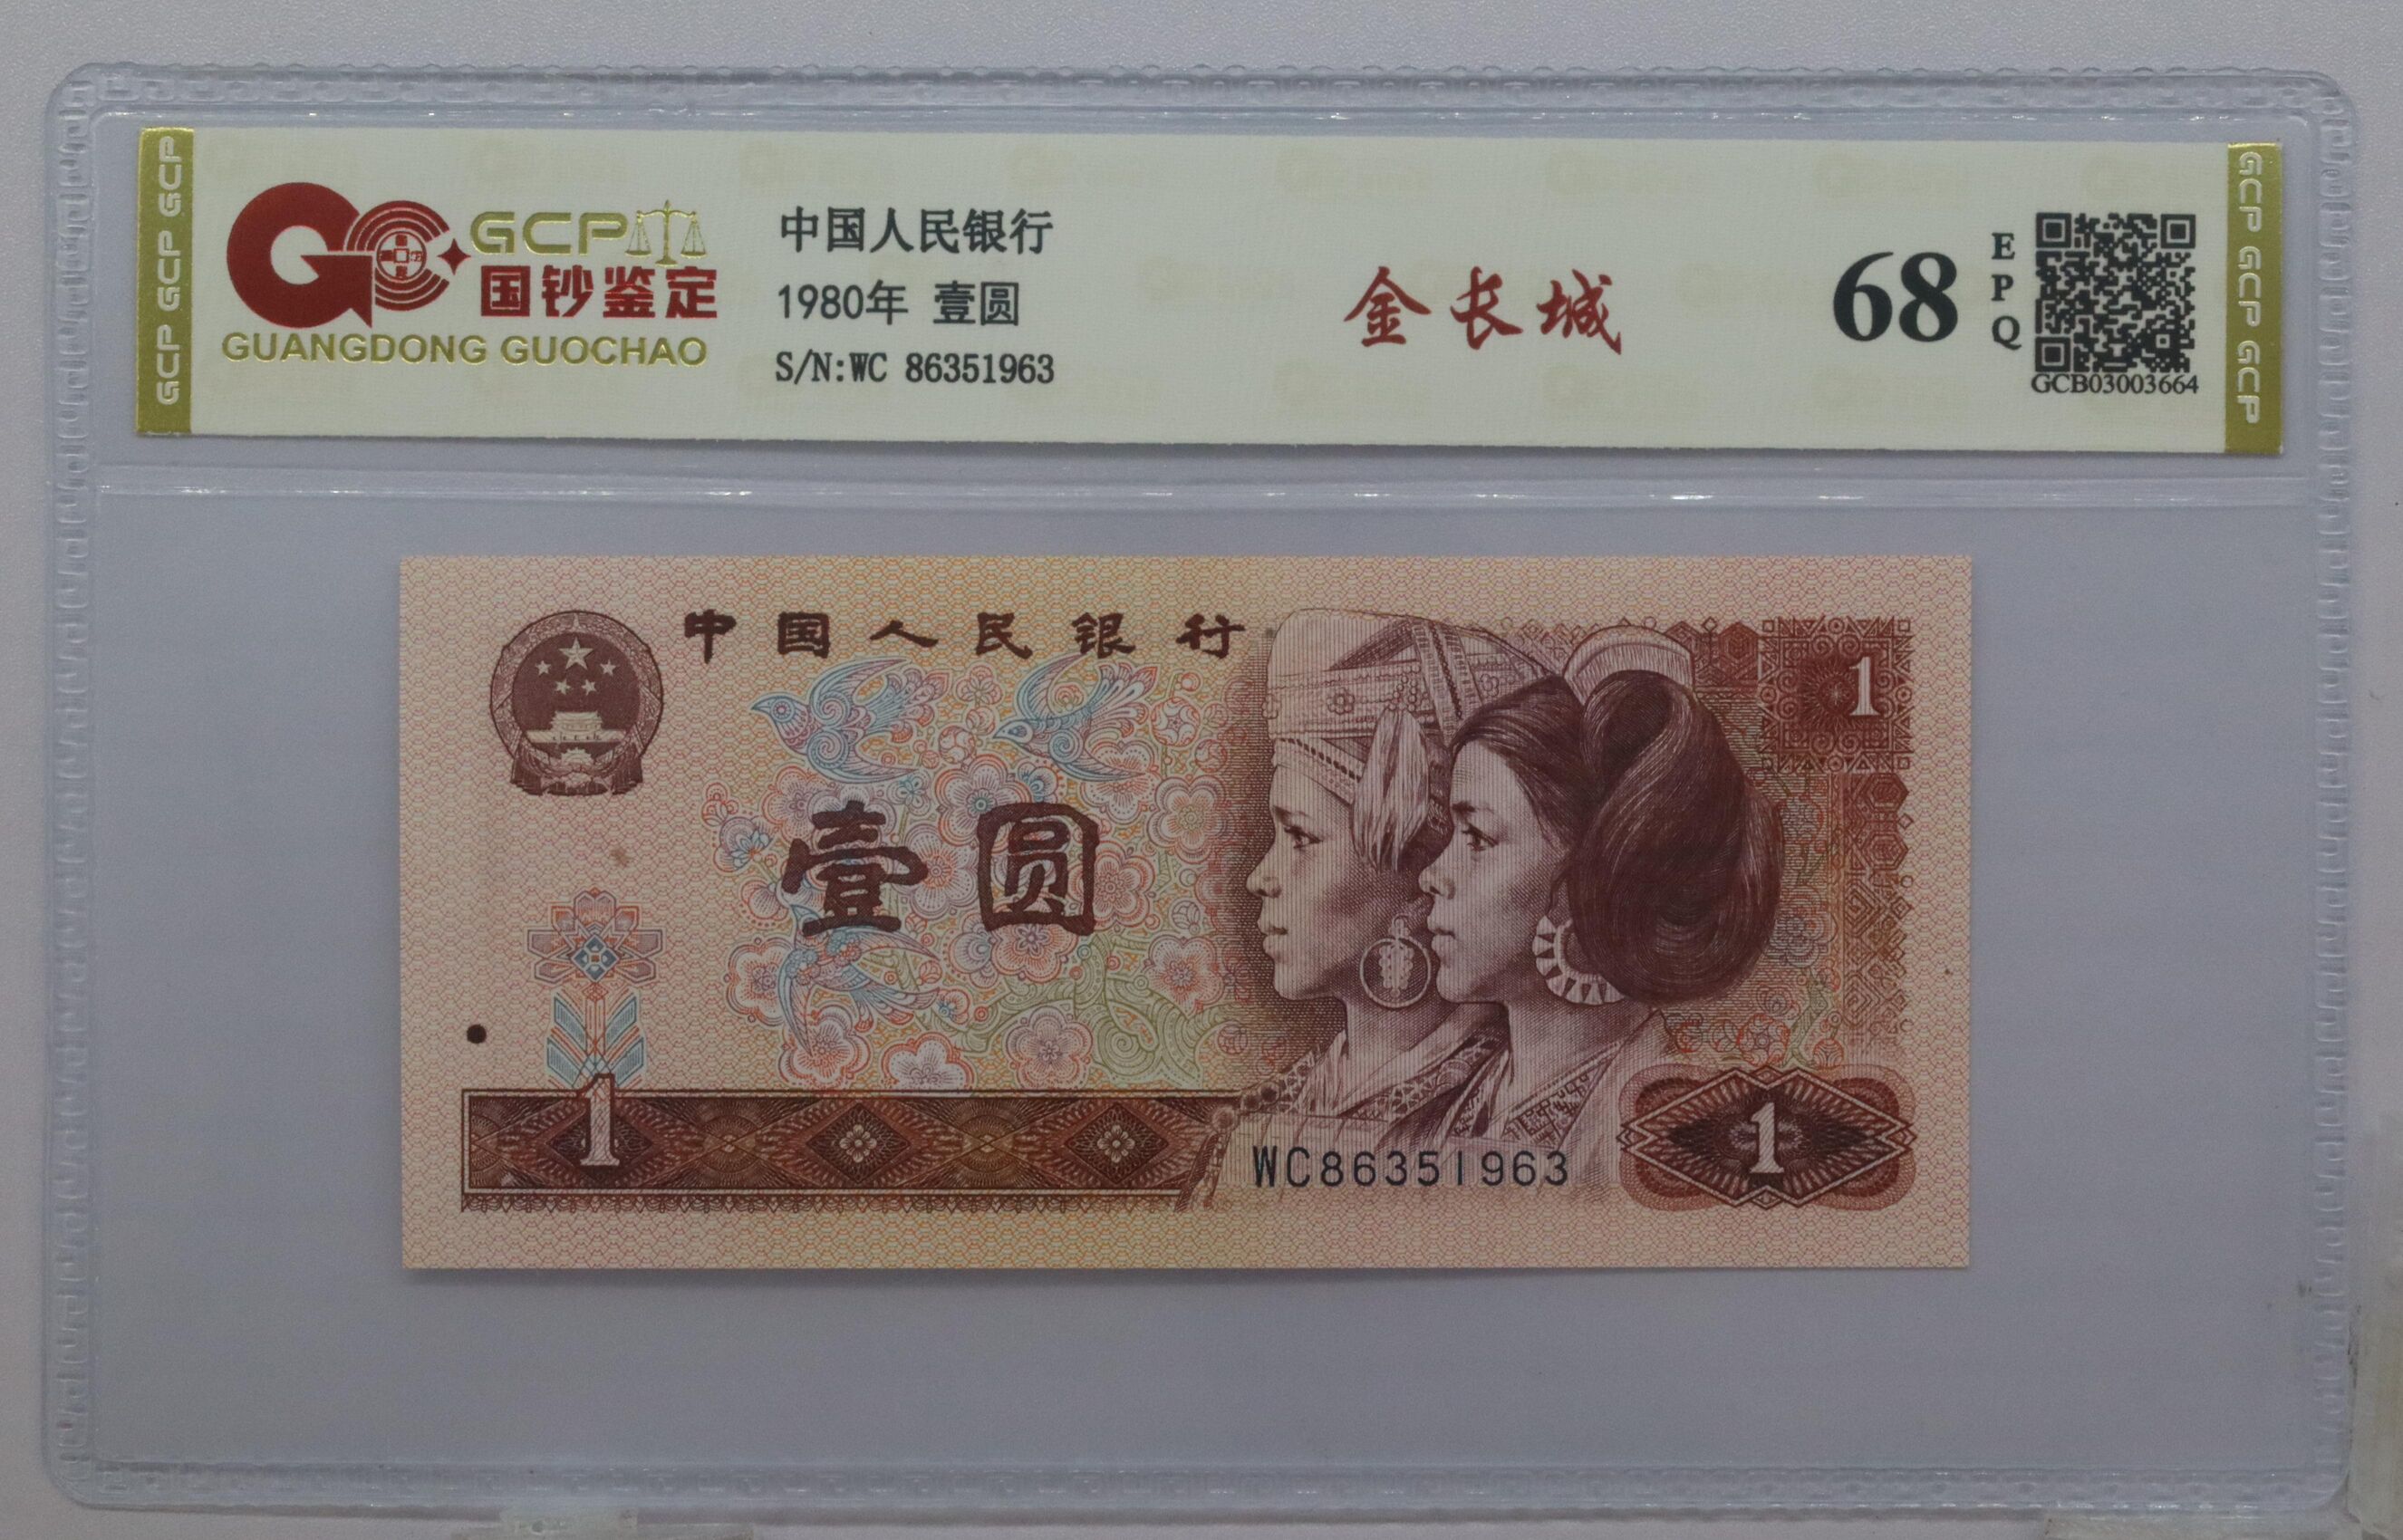 GCP GCP GCP
GCP
国钞鉴定
GUANGDONG GUOCHAO
中国人民银行
1980年 壹圆
S/N:WC 86351963
金长城
68
EPQ
GCB03003664
GCP GCP GCP GCP
中国人民银行
1
壹圆
1
WC86351963
1